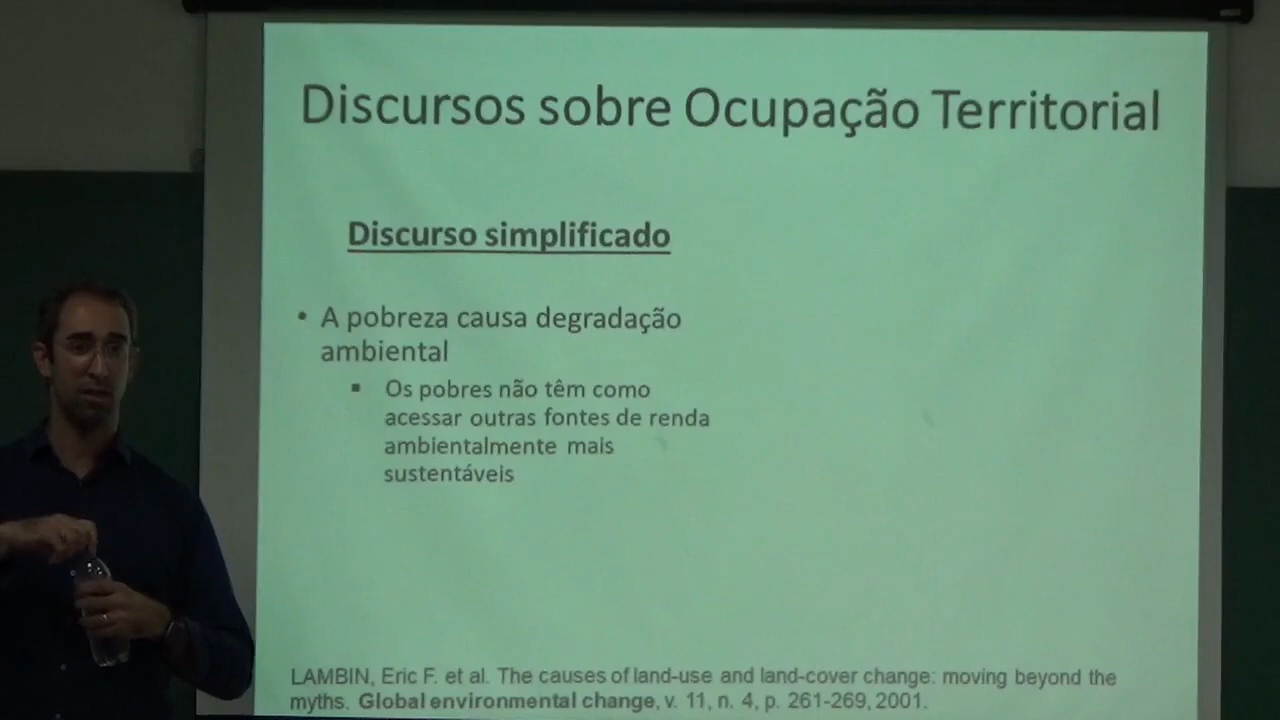 Discursos sobre Ocupação Territorial
Discurso simplificado
• A pobreza causa degradação
ambiental
▪ Os pobres não têm como
acessar outras fontes de renda
ambientalmente mais
sustentáveis
LAMBIN, Eric F. et al. The causes of land-use and land-cover change: moving beyond the
myths. Global environmental change, v. 11, n. 4, p. 261-269, 2001.